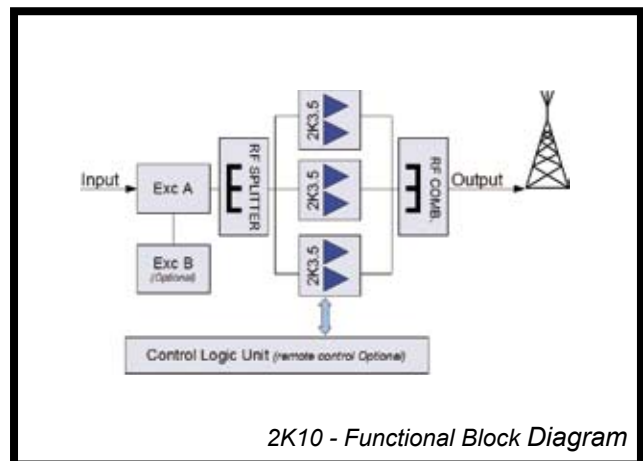 2K3.5
Input
Exc A
RF SPLITTER
2K3.5
RF COMB.
Output
Exc B
(Optional)
2K3.5
Control Logic Unit (remote control Optional)
2K10 - Functional Block Diagram